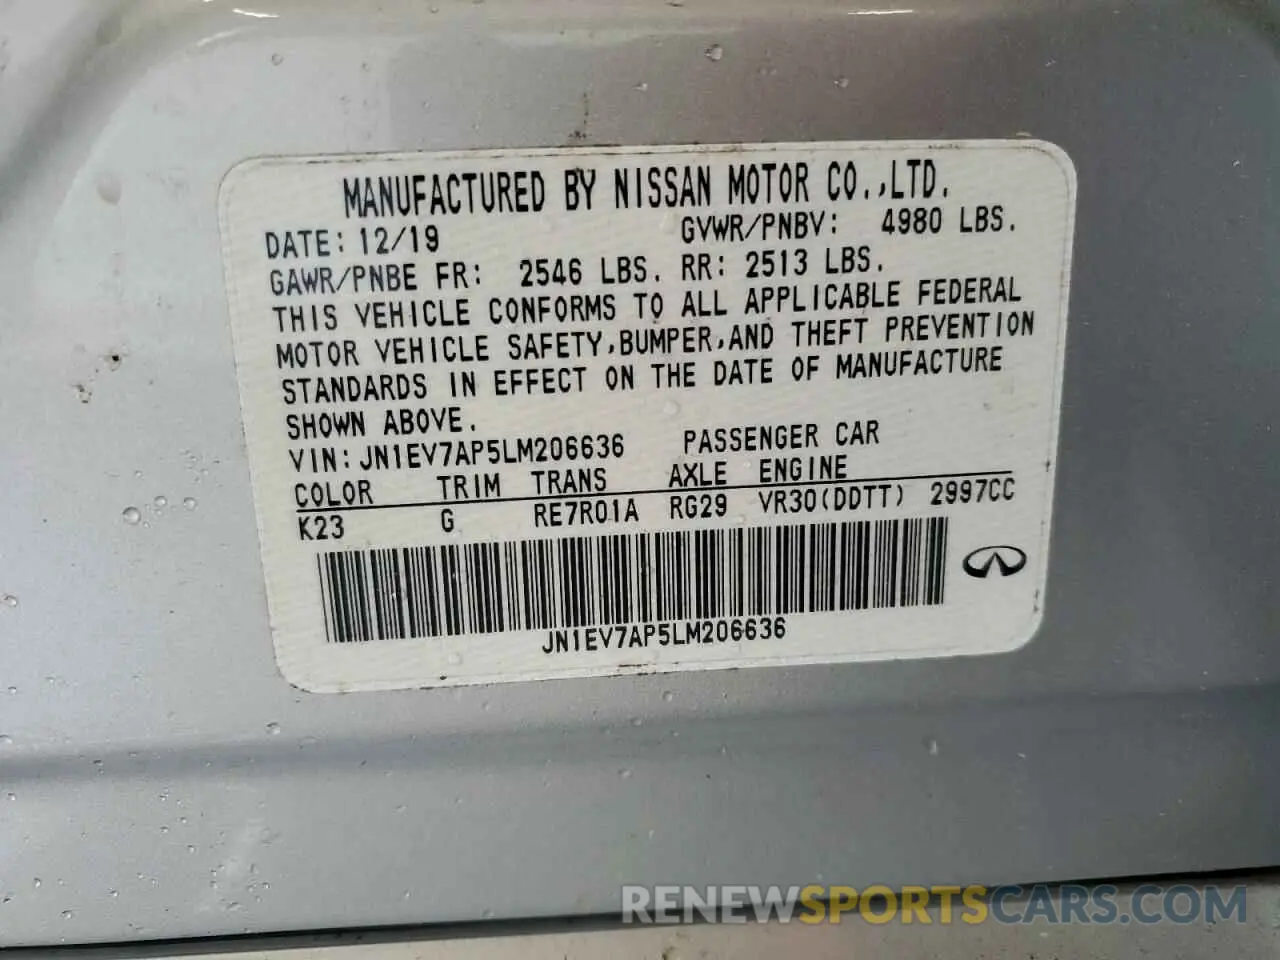 MANUFACTURED BY NISSAN MOTOR CO.,LTD.
DATE: 12/19 GVWR/PNBV: 4980 LBS.
GAWR/PNBE FR: 2546 LBS. RR: 2513 LBS.
THIS VEHICLE CONFORMS TO ALL APPLICABLE FEDERAL
MOTOR VEHICLE SAFETY,BUMPER,AND THEFT PREVENTION
STANDARDS IN EFFECT ON THE DATE OF MANUFACTURE
SHOWN ABOVE.
VIN: JN1EV7AP5LM206636 PASSENGER CAR
COLOR TRIM TRANS AXLE ENGINE
K23 G RE7R01A RG29 VR30(DDTT) 2997CC
JN1EV7AP5LM206636
RENEWSPORTSCARS.COM